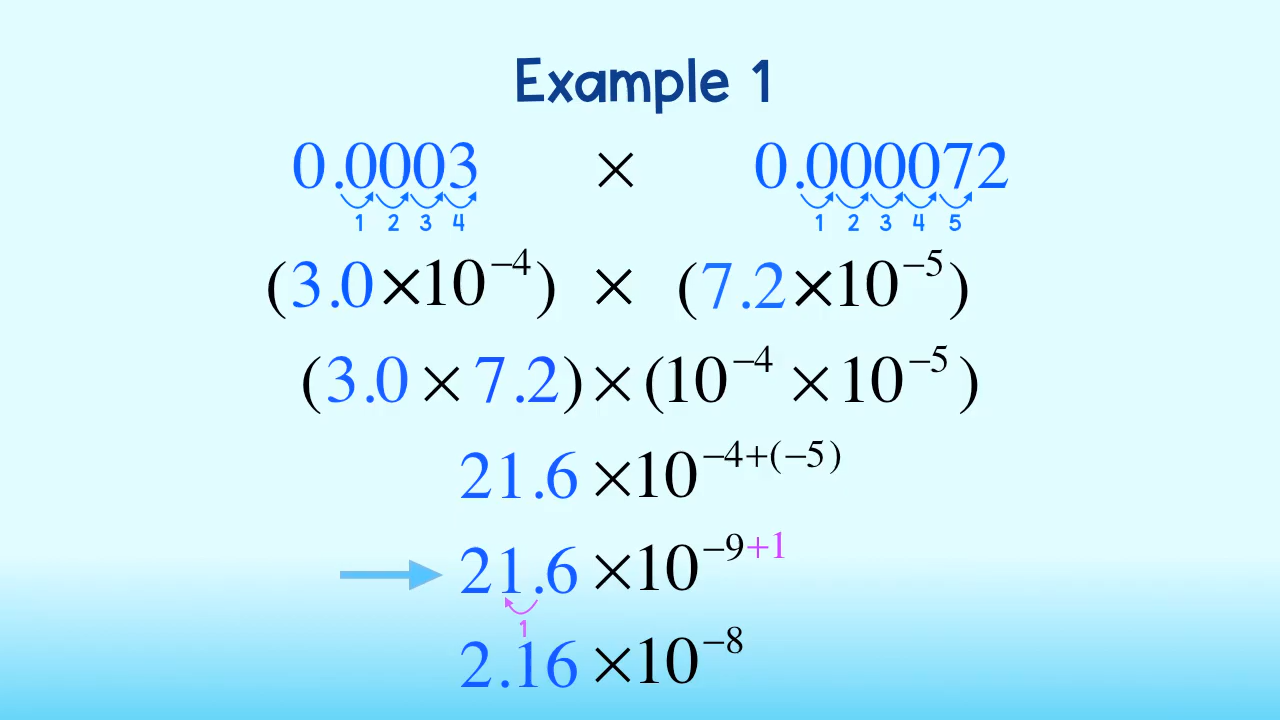 Example 1
0.0003 × 0.000072
1 2 3 4 1 2 3 4 5
(3.0×10⁻⁴) × (7.2×10⁻⁵)
(3.0×7.2)×(10⁻⁴×10⁻⁵)
21.6×10⁻⁴⁺⁽⁻⁵⁾
21.6×10⁻⁹⁺¹
1
2.16×10⁻⁸